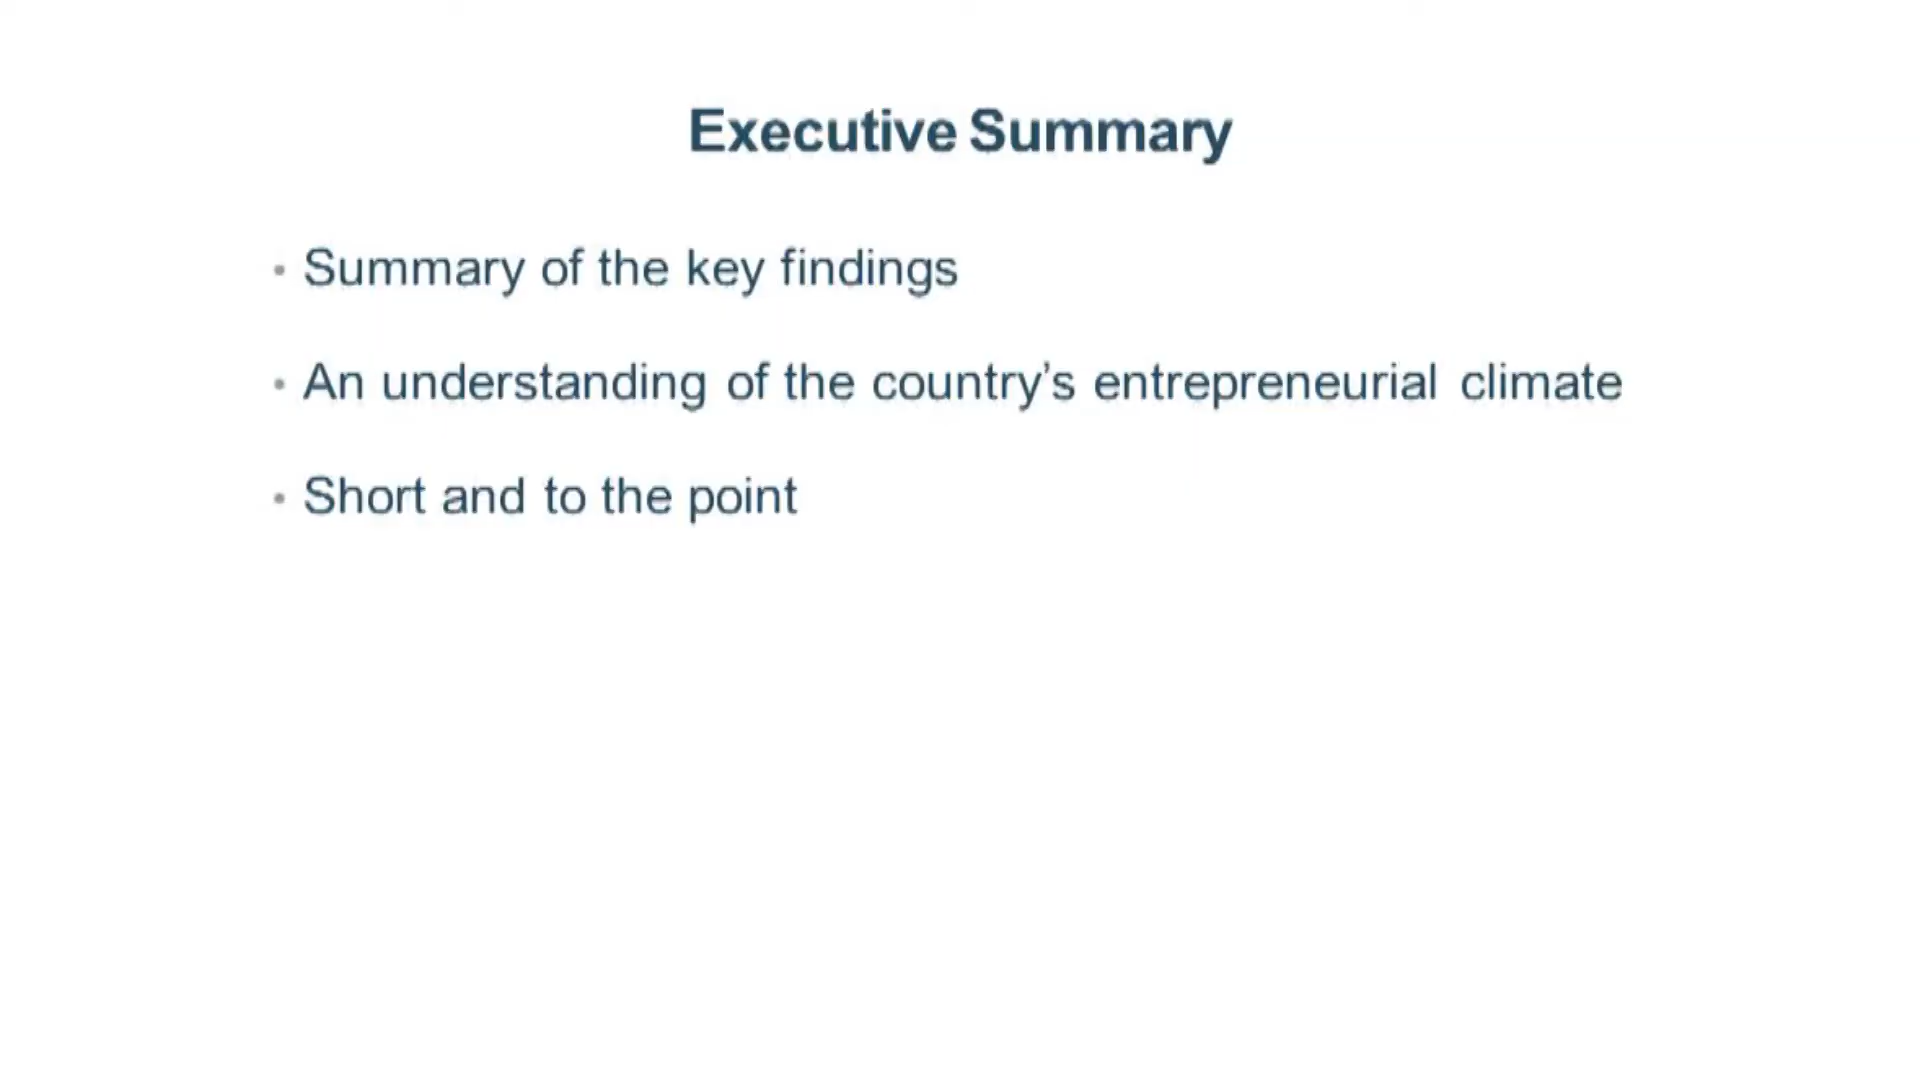 Executive Summary
• Summary of the key findings
• An understanding of the country’s entrepreneurial climate
• Short and to the point